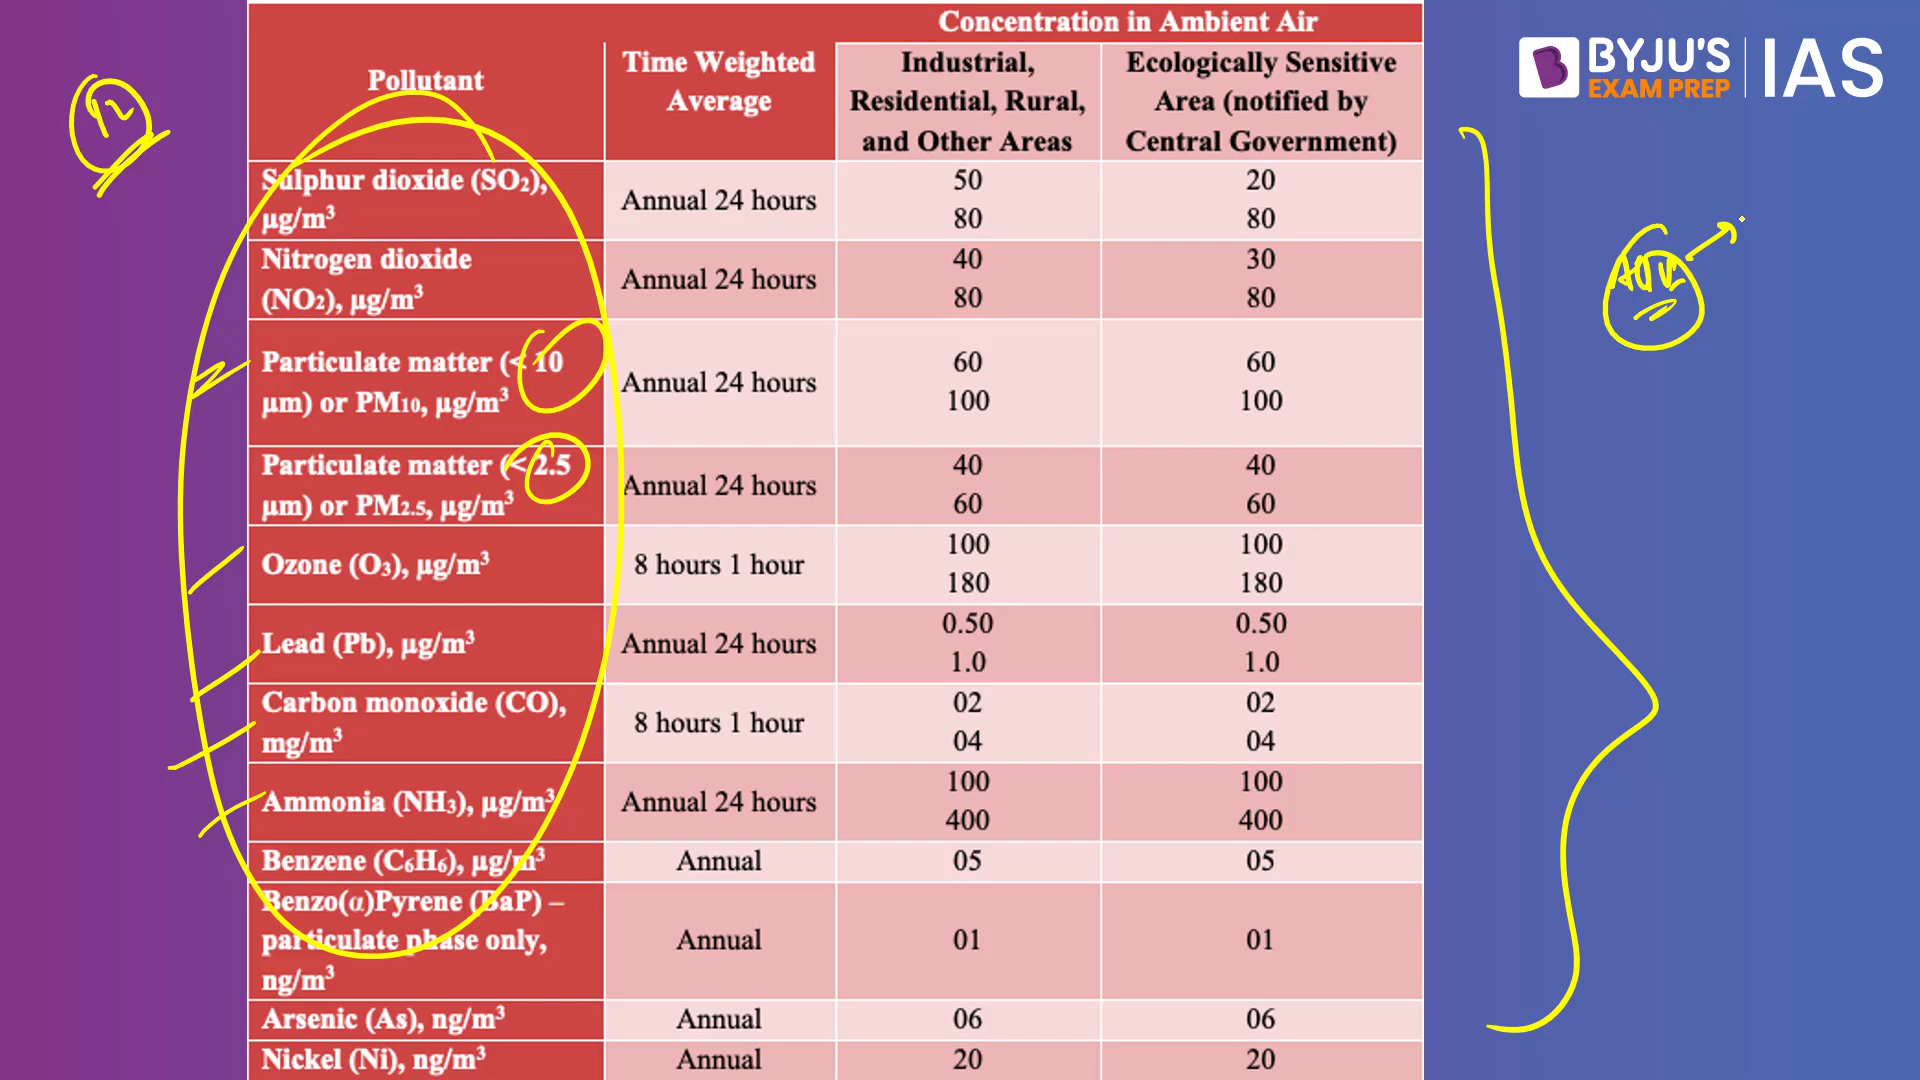 Concentration in Ambient Air
Pollutant
Time Weighted
Average
Industrial,
Residential, Rural,
and Other Areas
Ecologically Sensitive
Area (notified by
Central Government)
Sulphur dioxide (SO₂),
µg/m³
Annual 24 hours
50
80
20
80
Nitrogen dioxide
(NO₂), µg/m³
Annual 24 hours
40
80
30
80
Particulate matter (< 10
µm) or PM₁₀, µg/m³
Annual 24 hours
60
100
60
100
Particulate matter (< 2.5
µm) or PM₂.₅, µg/m³
Annual 24 hours
40
60
40
60
Ozone (O₃), µg/m³
8 hours 1 hour
100
180
100
180
Lead (Pb), µg/m³
Annual 24 hours
0.50
1.0
0.50
1.0
Carbon monoxide (CO),
mg/m³
8 hours 1 hour
02
04
02
04
Ammonia (NH₃), µg/m³
Annual 24 hours
100
400
100
400
Benzene (C₆H₆), µg/m³
Annual
05
05
Benzo(α)Pyrene (BaP) –
particulate phase only,
ng/m³
Annual
01
01
Arsenic (As), ng/m³
Annual
06
06
Nickel (Ni), ng/m³
Annual
20
20
12
BYJU'S
EXAM PREP
IAS